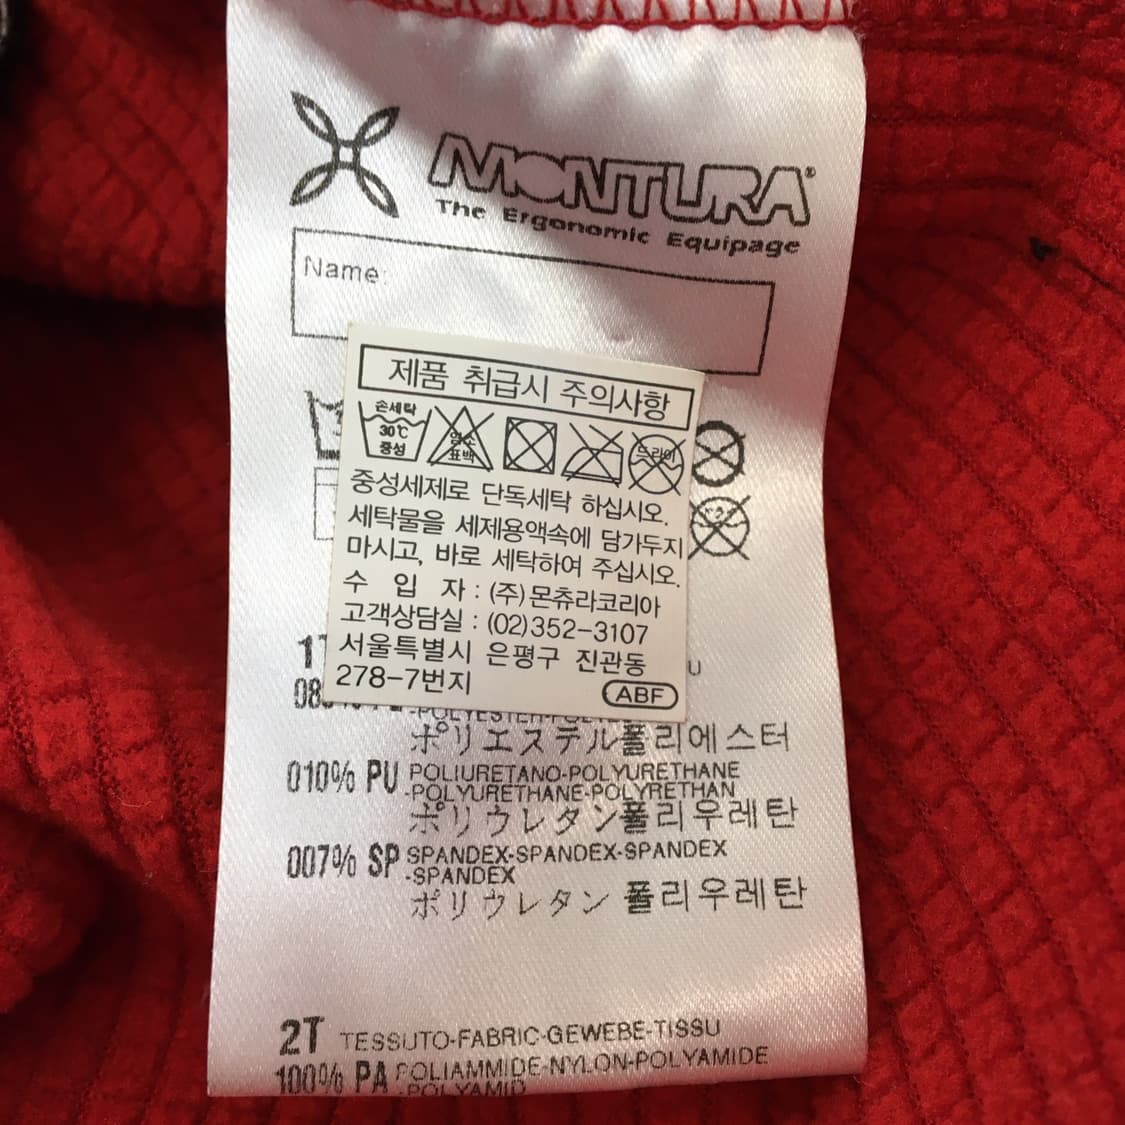 MONTURA®
The Ergonomic Equipage
Name:
제품 취급시 주의사항
손세탁
30℃
중성
염소
표백
드라이
중성세제로 단독세탁 하십시오.
세탁물을 세제용액속에 담가두지
마시고, 바로 세탁하여 주십시오.
수 입 자 : (주)몬츄라코리아
고객상담실 : (02)352-3107
서울특별시 은평구 진관동
278-7번지
ABF
-POLYESTER-
ポリエステル폴리에스터
010% PU POLIURETANO-POLYURETHANE
-POLYURETHANE-POLYRETHAN
ポリウレタン폴리우레탄
007% SP SPANDEX-SPANDEX-SPANDEX
-SPANDEX
ポリウレタン 폴리우레탄
2T TESSUTO-FABRIC-GEWEBE-TISSU
100% PA POLIAMMIDE-NYLON-POLYAMIDE
-POLYAMID